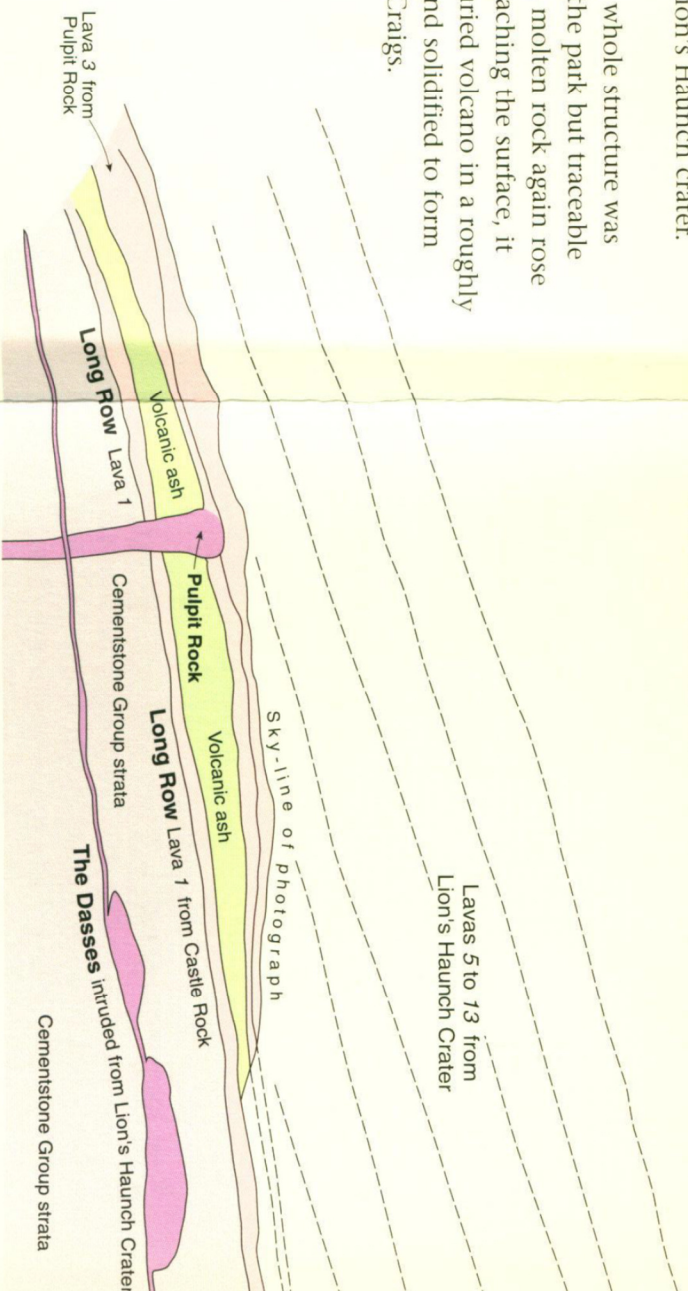 ion's Haunch crater.
whole structure was
he park but traceable
molten rock again rose
aching the surface, it
ried volcano in a roughly
nd solidified to form
Craigs.
Lavas 5 to 13 from
Lion's Haunch Crater
Sky-line of photograph
Volcanic ash
Pulpit Rock
Volcanic ash
Long Row Lava 1 from Castle Rock
Lava 3 from
Pulpit Rock
Long Row Lava 1
Cementstone Group strata
The Dasses intruded from Lion's Haunch Crater
Cementstone Group strata